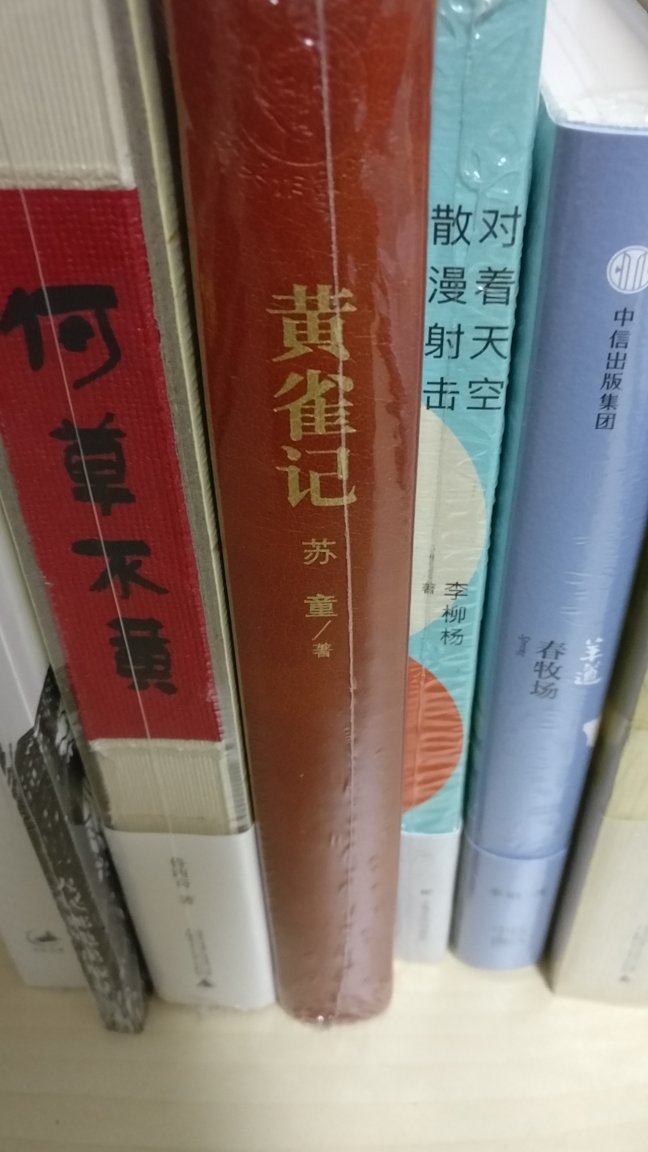 何草不黄
黄雀记
苏童/著
对着天空
散漫射击
李柳杨
著
中信出版集团
羊道
春牧场